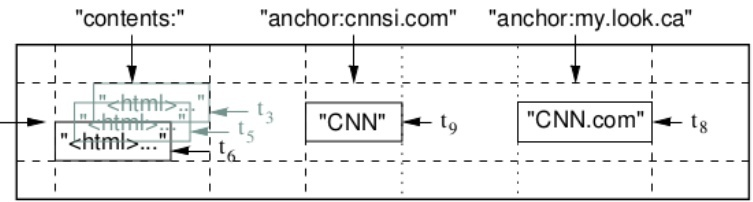 "contents:" "anchor:cnnsi.com" "anchor:my.look.ca"
"<html>..." t3
"<html>..." t5
"<html>..." t6
"CNN" t9
"CNN.com" t8